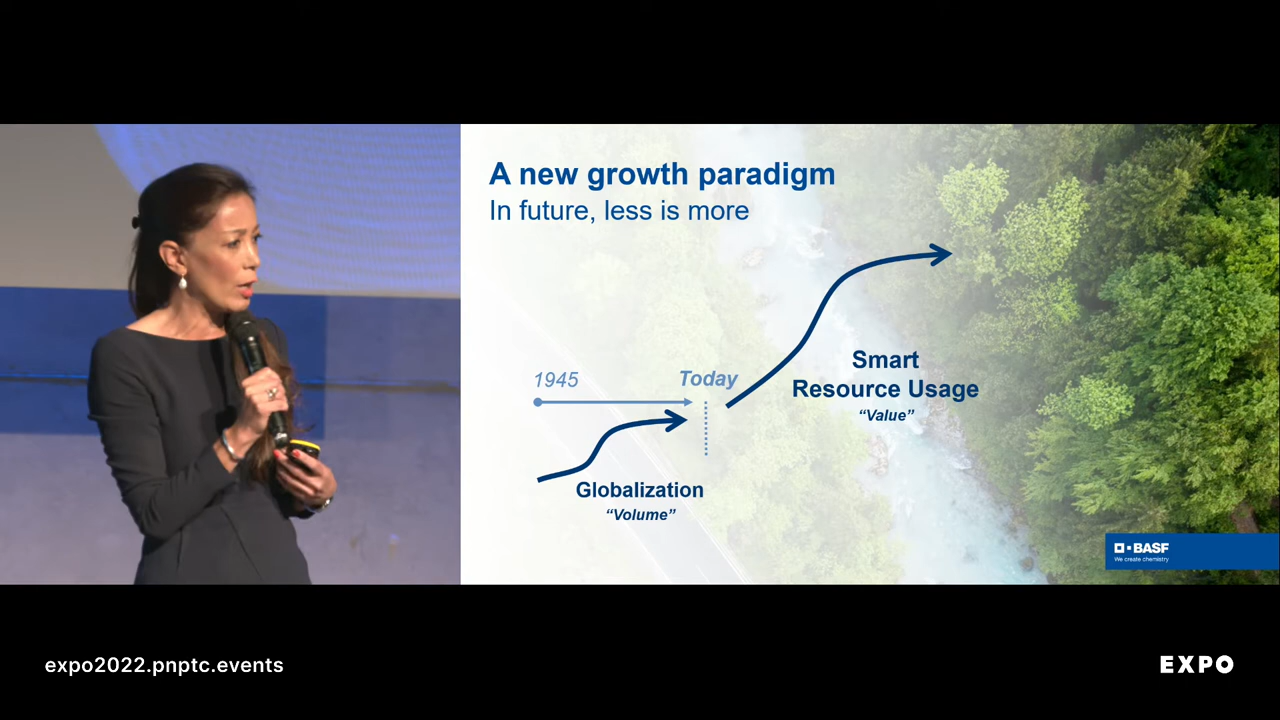 A new growth paradigm
In future, less is more
1945
Today
Smart
Resource Usage
“Value”
Globalization
“Volume”
BASF
We create chemistry
expo2022.pnptc.events
EXPO